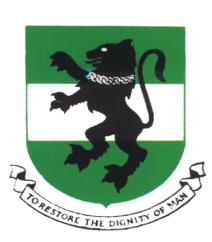 TO RESTORE THE DIGNITY OF MAN